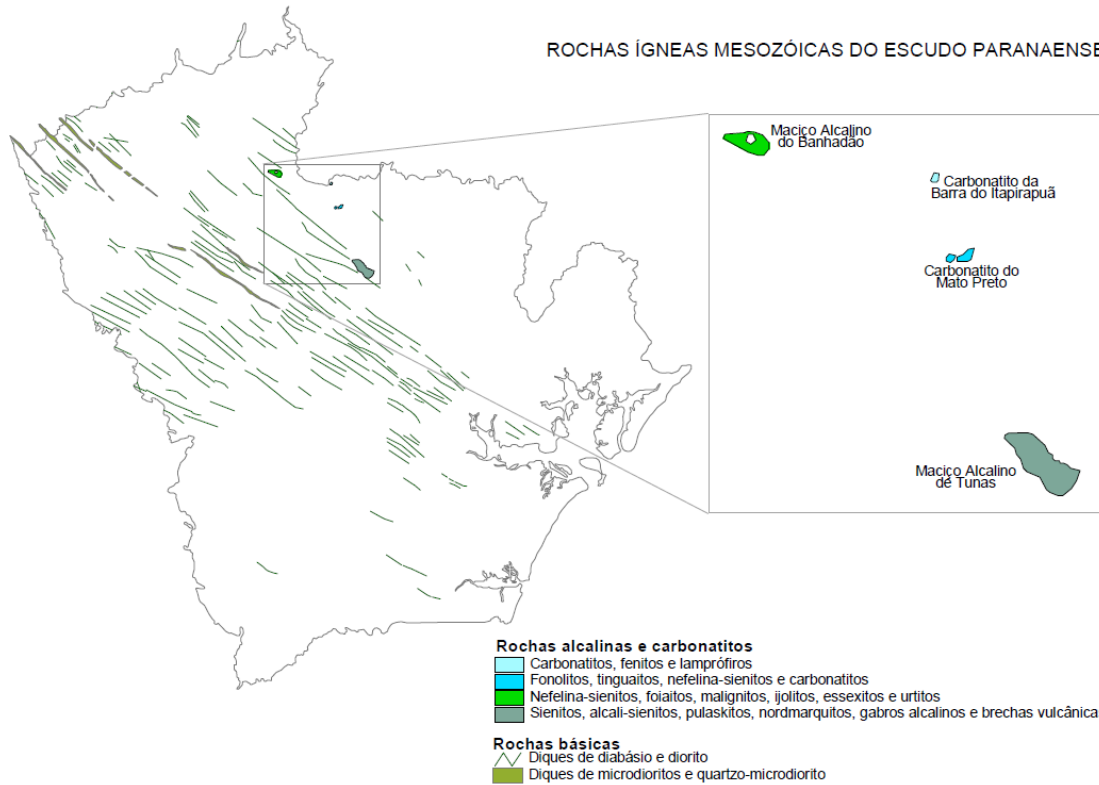 ROCHAS ÍGNEAS MESOZÓICAS DO ESCUDO PARANAENSE
Maciço Alcalino
do Banhadão
Carbonatito da
Barra do Itapirapuã
Carbonatito do
Mato Preto
Maciço Alcalino
de Tunas
Rochas alcalinas e carbonatitos
Carbonatitos, fenitos e lamprófiros
Fonolitos, tinguaitos, nefelina-sienitos e carbonatitos
Nefelina-sienitos, foiaitos, malignitos, ijolitos, essexitos e urtitos
Sienitos, alcali-sienitos, pulaskitos, nordmarquitos, gabros alcalinos e brechas vulcânica
Rochas básicas
Diques de diabásio e diorito
Diques de microdioritos e quartzo-microdiorito